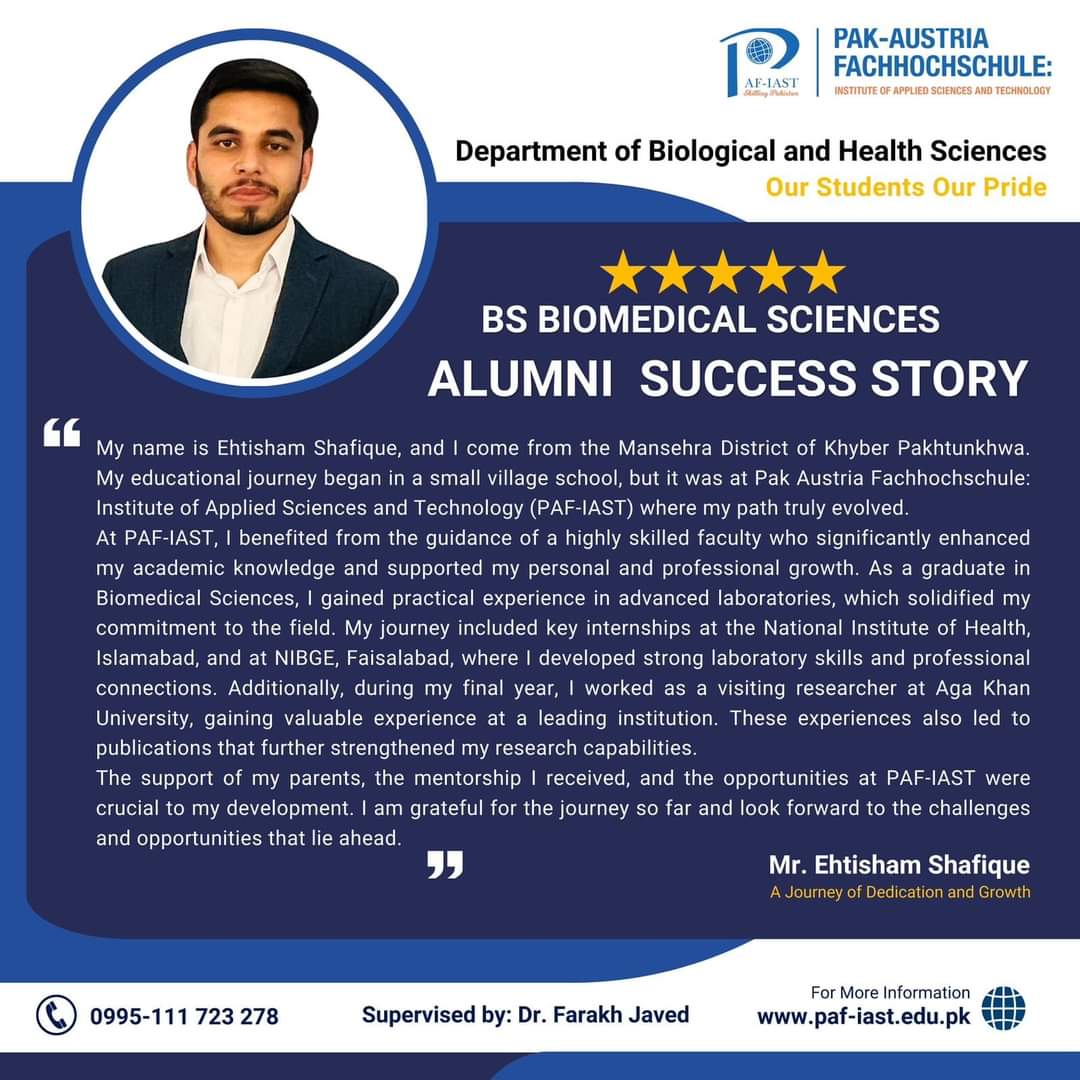 AF-IAST
Skilling Pakistan
PAK-AUSTRIA
FACHHOCHSCHULE:
INSTITUTE OF APPLIED SCIENCES AND TECHNOLOGY
Department of Biological and Health Sciences
Our Students Our Pride
BS BIOMEDICAL SCIENCES
ALUMNI SUCCESS STORY
“
My name is Ehtisham Shafique, and I come from the Mansehra District of Khyber Pakhtunkhwa.
My educational journey began in a small village school, but it was at Pak Austria Fachhochschule:
Institute of Applied Sciences and Technology (PAF-IAST) where my path truly evolved.
At PAF-IAST, I benefited from the guidance of a highly skilled faculty who significantly enhanced
my academic knowledge and supported my personal and professional growth. As a graduate in
Biomedical Sciences, I gained practical experience in advanced laboratories, which solidified my
commitment to the field. My journey included key internships at the National Institute of Health,
Islamabad, and at NIBGE, Faisalabad, where I developed strong laboratory skills and professional
connections. Additionally, during my final year, I worked as a visiting researcher at Aga Khan
University, gaining valuable experience at a leading institution. These experiences also led to
publications that further strengthened my research capabilities.
The support of my parents, the mentorship I received, and the opportunities at PAF-IAST were
crucial to my development. I am grateful for the journey so far and look forward to the challenges
and opportunities that lie ahead.
”
Mr. Ehtisham Shafique
A Journey of Dedication and Growth
0995-111 723 278
Supervised by: Dr. Farakh Javed
For More Information
www.paf-iast.edu.pk